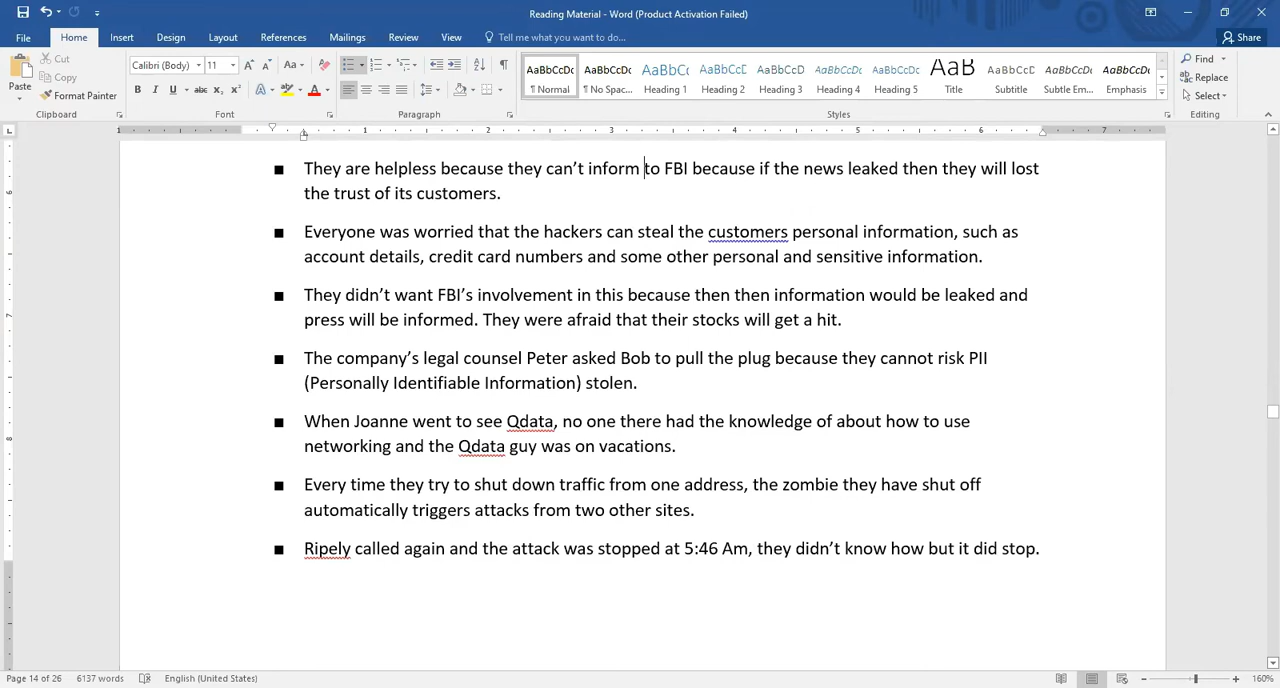 Reading Material - Word (Product Activation Failed)
File Home Insert Design Layout References Mailings Review View Tell me what you want to do... Share
Paste Cut Copy Format Painter
Calibri (Body) 11
AaBbCcDc AaBbCcDc AaBbCc AaBbCcE AaBbCcD AaBbCcD AaBbCcD AaB AaBbCcD AaBbCcDc AaBbCcDc
¶ Normal ¶ No Spac... Heading 1 Heading 2 Heading 3 Heading 4 Heading 5 Title Subtitle Subtle Em... Emphasis
Find Replace Select
Clipboard Font Paragraph Styles Editing
1 1 2 3 4 5 6 7
■ They are helpless because they can’t inform to FBI because if the news leaked then they will lost
the trust of its customers.
■ Everyone was worried that the hackers can steal the customers personal information, such as
account details, credit card numbers and some other personal and sensitive information.
■ They didn’t want FBI’s involvement in this because then then information would be leaked and
press will be informed. They were afraid that their stocks will get a hit.
■ The company’s legal counsel Peter asked Bob to pull the plug because they cannot risk PII
(Personally Identifiable Information) stolen.
■ When Joanne went to see Qdata, no one there had the knowledge of about how to use
networking and the Qdata guy was on vacations.
■ Every time they try to shut down traffic from one address, the zombie they have shut off
automatically triggers attacks from two other sites.
■ Ripely called again and the attack was stopped at 5:46 Am, they didn’t know how but it did stop.
Page 14 of 26 6137 words English (United States) 160%